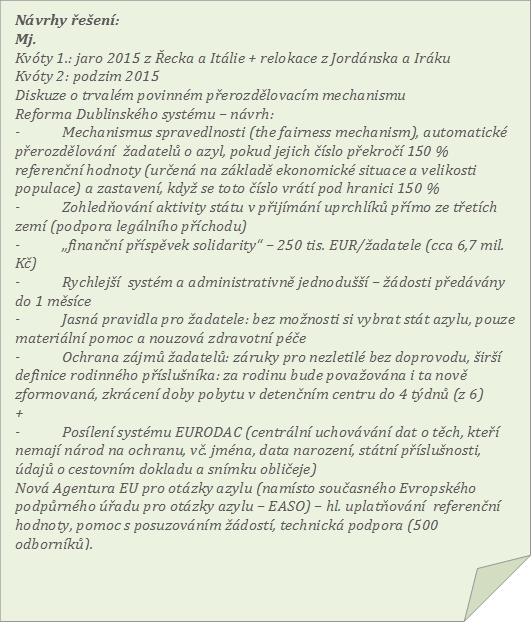 Návrhy řešení:
Mj.
Kvóty 1.: jaro 2015 z Řecka a Itálie + relokace z Jordánska a Iráku
Kvóty 2: podzim 2015
Diskuze o trvalém povinném přerozdělovacím mechanismu
Reforma Dublinského systému – návrh:
- Mechanismus spravedlnosti (the fairness mechanism), automatické
přerozdělování žadatelů o azyl, pokud jejich číslo překročí 150 %
referenční hodnoty (určená na základě ekonomické situace a velikosti
populace) a zastavení, když se toto číslo vrátí pod hranici 150 %
- Zohledňování aktivity státu v přijímání uprchlíků přímo ze třetích
zemí (podpora legálního příchodu)
- „finanční příspěvek solidarity“ – 250 tis. EUR/žadatele (cca 6,7 mil.
Kč)
- Rychlejší systém a administrativně jednodušší – žádosti předávány
do 1 měsíce
- Jasná pravidla pro žadatele: bez možnosti si vybrat stát azylu, pouze
materiální pomoc a nouzová zdravotní péče
- Ochrana zájmů žadatelů: záruky pro nezletilé bez doprovodu, širší
definice rodinného příslušníka: za rodinu bude považována i ta nově
zformovaná, zkrácení doby pobytu v detenčním centru do 4 týdnů (z 6)
+
- Posílení systému EURODAC (centrální uchovávání dat o těch, kteří
nemají národ na ochranu, vč. jména, data narození, státní příslušnosti,
údajů o cestovním dokladu a snímku obličeje)
Nová Agentura EU pro otázky azylu (namísto současného Evropského
podpůrného úřadu pro otázky azylu – EASO) – hl. uplatňování referenční
hodnoty, pomoc s posuzováním žádostí, technická podpora (500
odborníků).